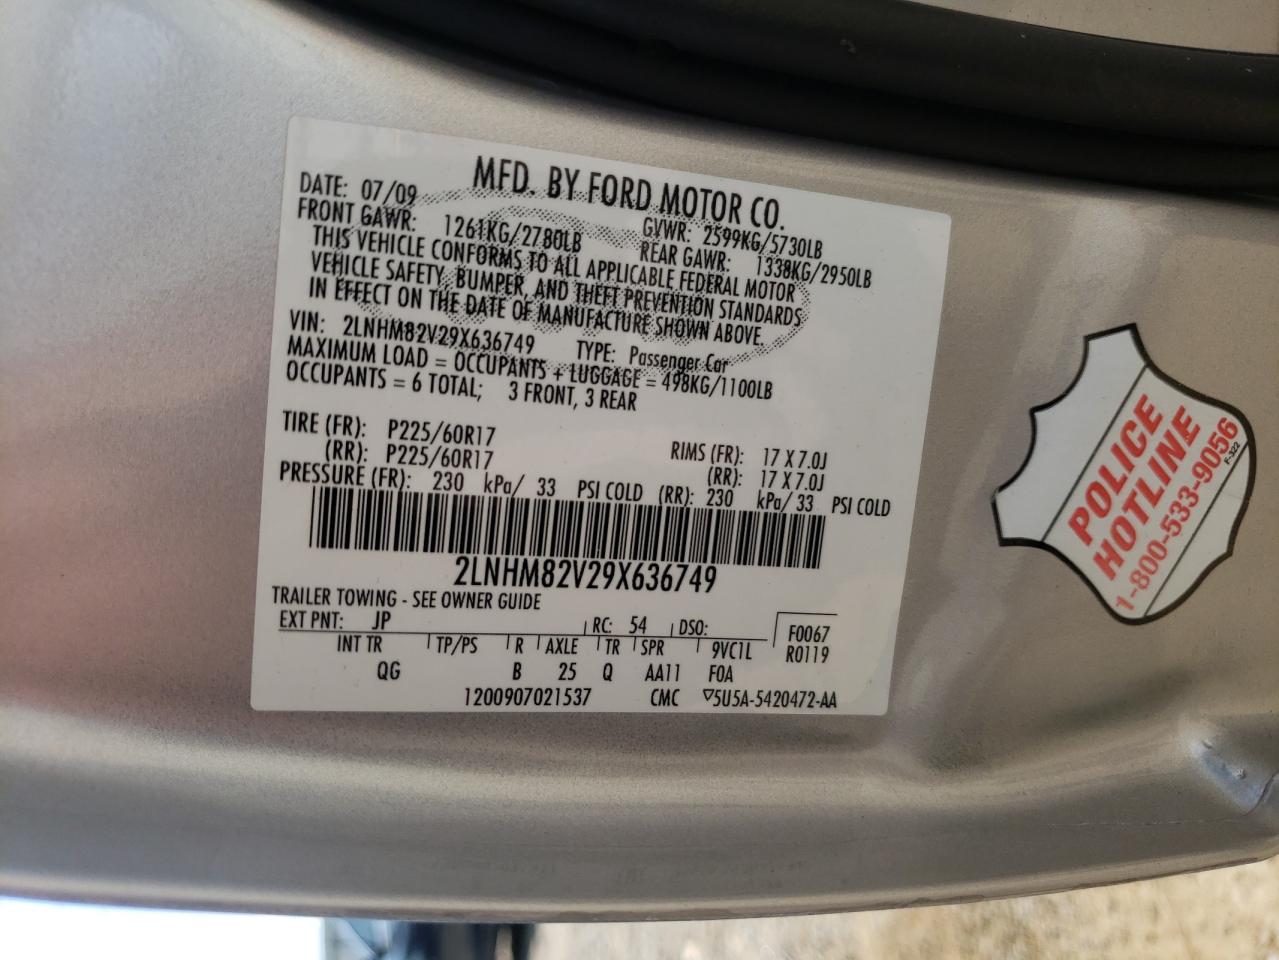 MFD. BY FORD MOTOR CO.
DATE: 07/09
GVWR: 2599KG/5730LB
FRONT GAWR: 1261KG/2780LB
REAR GAWR: 1338KG/2950LB
THIS VEHICLE CONFORMS TO ALL APPLICABLE FEDERAL MOTOR
VEHICLE SAFETY, BUMPER, AND THEFT PREVENTION STANDARDS
IN EFFECT ON THE DATE OF MANUFACTURE SHOWN ABOVE.
VIN: 2LNHM82V29X636749 TYPE: Passenger Car
MAXIMUM LOAD = OCCUPANTS + LUGGAGE = 498KG/1100LB
OCCUPANTS = 6 TOTAL; 3 FRONT, 3 REAR
TIRE (FR): P225/60R17 RIMS (FR): 17 X 7.0J
(RR): P225/60R17 (RR): 17 X 7.0J
PRESSURE (FR): 230 kPa/ 33 PSI COLD (RR): 230 kPa/ 33 PSI COLD
2LNHM82V29X636749
TRAILER TOWING - SEE OWNER GUIDE
EXT PNT: JP RC: 54 DSO: F0067
INT TR TP/PS R AXLE TR SPR 9VC1L R0119
QG B 25 Q AA11 F0A
1200907021537 CMC ▽5U5A-5420472-AA
POLICE
HOTLINE
1-800-533-9056
F-322